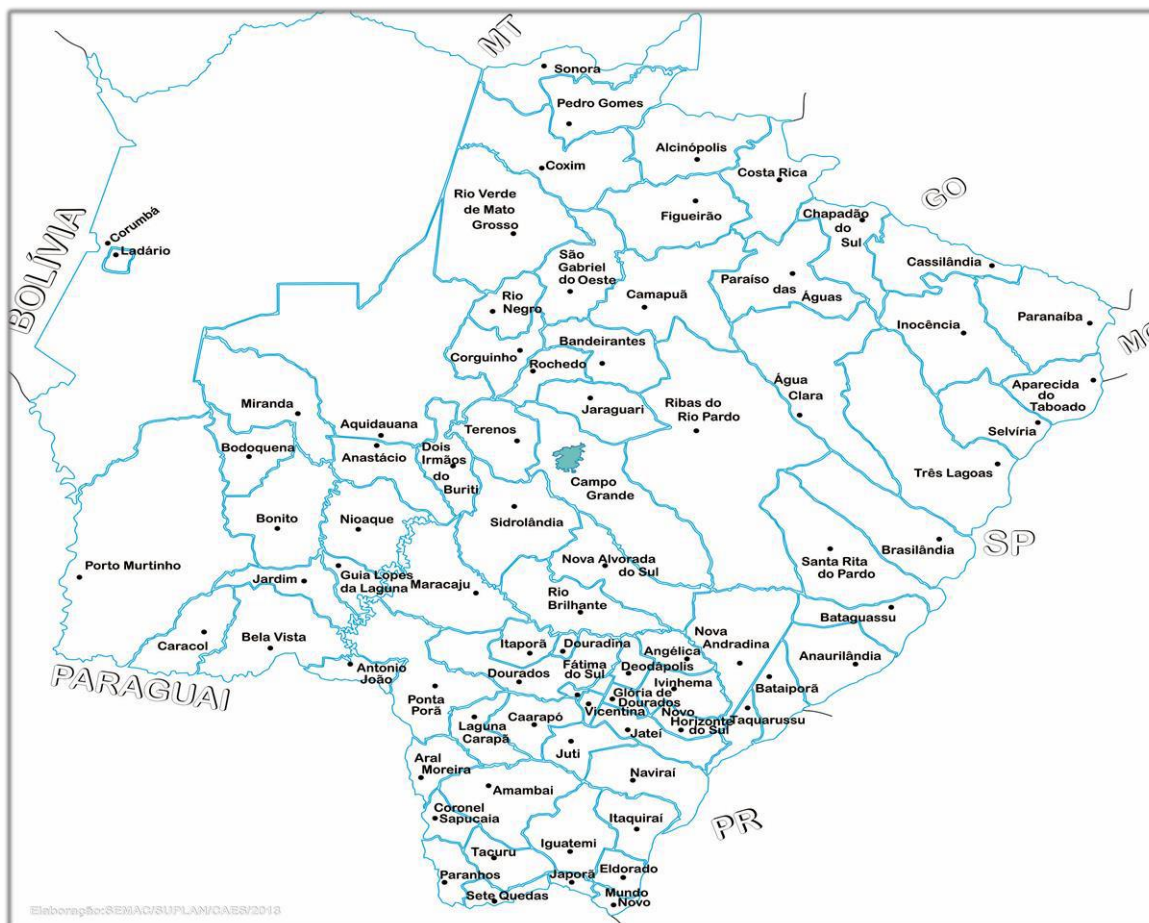 MT
Sonora
Pedro Gomes
Alcinópolis
Coxim
Costa Rica
GO
Rio Verde
de Mato
Grosso
Figueirão
Chapadão
do
Sul
BOLÍVIA
Corumbá
Ladário
São
Gabriel
do Oeste
Cassilândia
Paraíso
das Águas
Camapuã
Rio
Negro
Inocência
Paranaíba
MG
Bandeirantes
Corguinho
Rochedo
Água
Clara
Aparecida
do
Taboado
Miranda
Jaraguari
Ribas do
Rio Pardo
Selvíria
Aquidauana
Terenos
Bodoquena
Anastácio
Dois
Irmãos
do
Buriti
Três Lagoas
Campo
Grande
Bonito
Nioaque
Sidrolândia
SP
Brasilândia
Santa Rita
do Pardo
Porto Murtinho
Nova Alvorada
do Sul
Jardim
Guia Lopes
da Laguna
Maracaju
Rio
Brilhante
Bataguassu
Caracol
Bela Vista
Itaporã
Douradina
Angélica
Nova
Andradina
Anaurilândia
PARAGUAI
Antonio
João
Dourados
Fátima
do Sul
Deodápolis
Ivinhema
Bataiporã
Ponta
Porã
Glória de
Dourados
Vicentina
Novo
Horizonte
do Sul
Taquarussu
Laguna
Carapã
Caarapó
Jateí
Juti
Aral
Moreira
Naviraí
Amambai
Coronel
Sapucaia
Itaquiraí
PR
Tacuru
Iguatemi
Paranhos
Japorã
Eldorado
Sete Quedas
Mundo
Novo
Elaboração:SEMAC/SUPLAM/CAES/2013